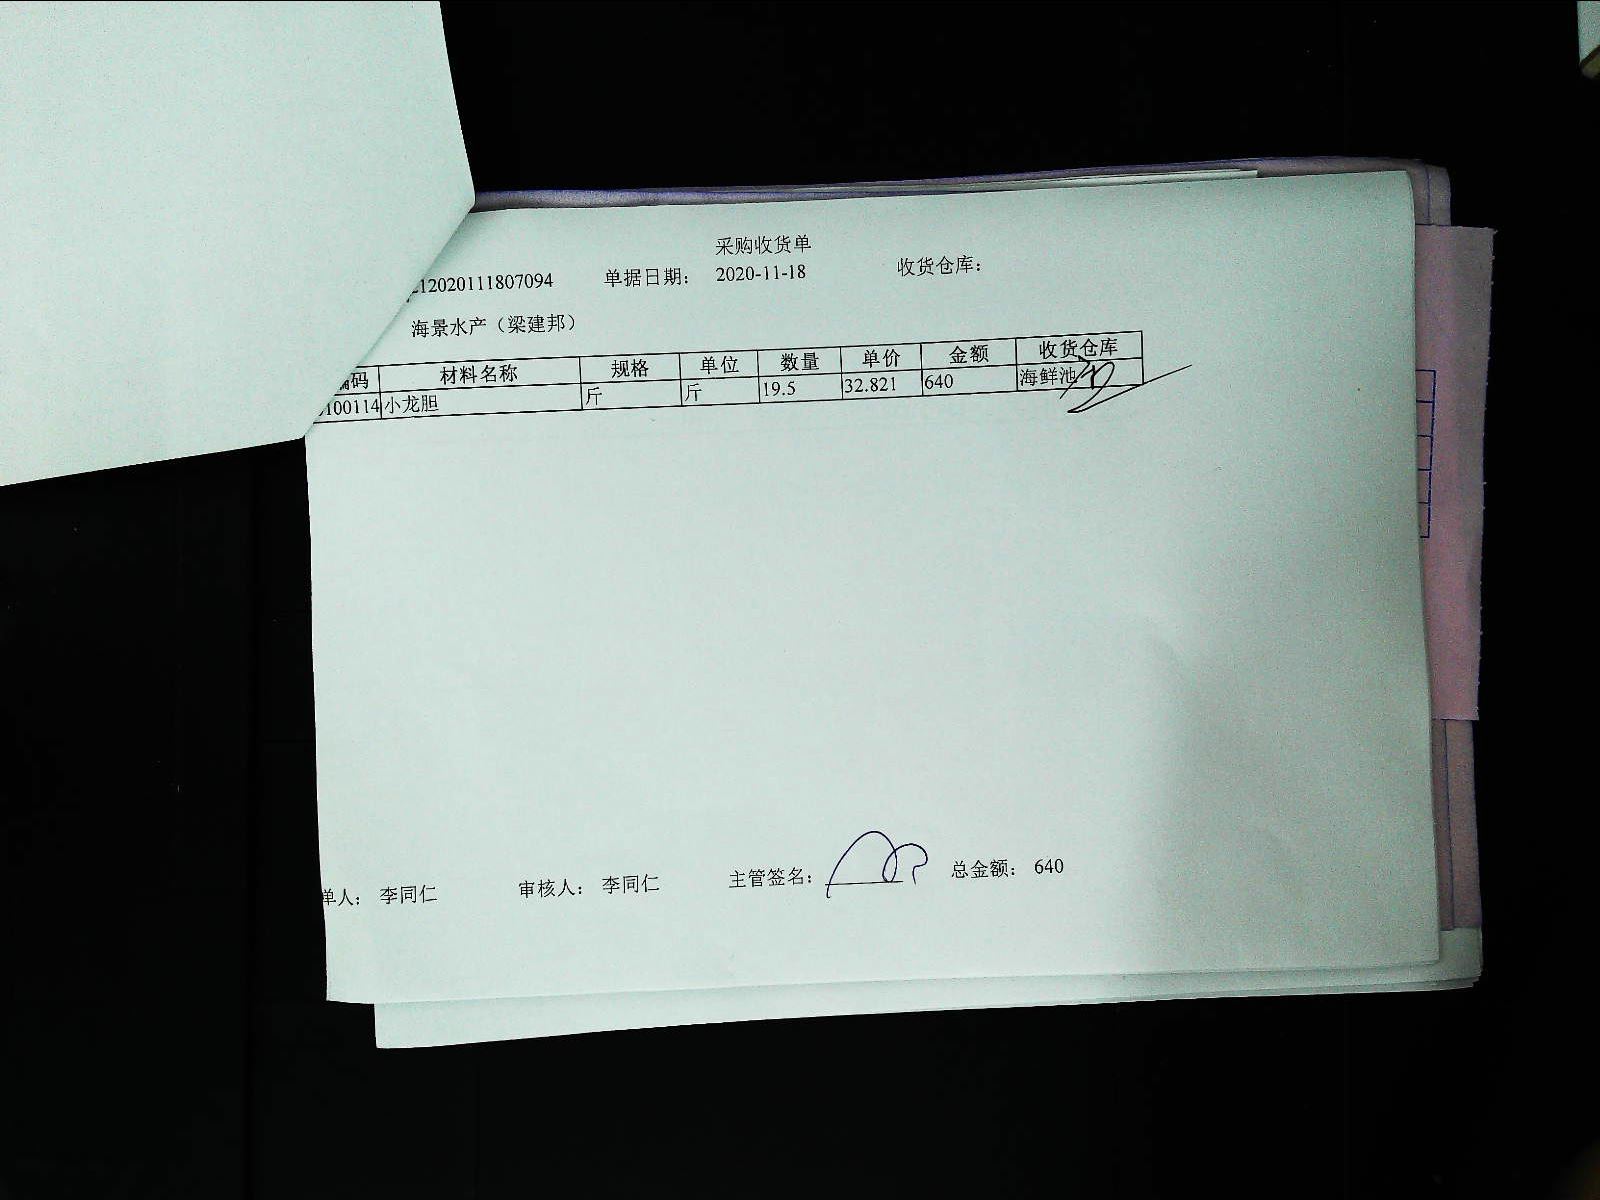 采购收货单
212020111807094 单据日期: 2020-11-18 收货仓库:
海景水产（梁建邦）
编码 材料名称 规格 单位 数量 单价 金额 收货仓库
100114 小龙胆 斤 斤 19.5 32.821 640 海鲜池
单人: 李同仁 审核人: 李同仁 主管签名: 总金额: 640